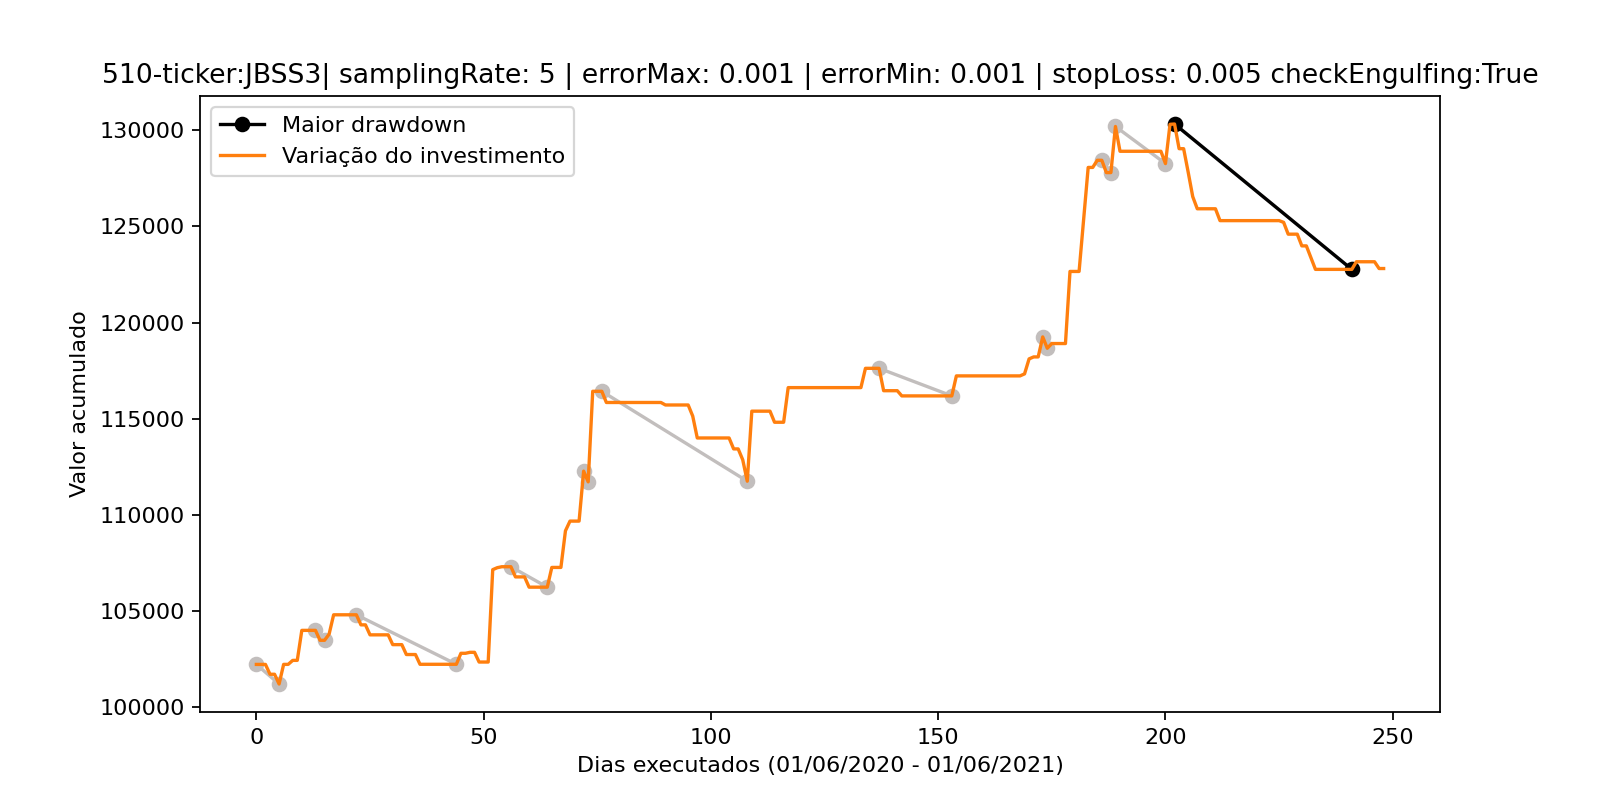 510-ticker:JBSS3| samplingRate: 5 | errorMax: 0.001 | errorMin: 0.001 | stopLoss: 0.005 checkEngulfing:True
Maior drawdown
Variação do investimento
130000
125000
120000
115000
110000
105000
100000
Valor acumulado
0 50 100 150 200 250
Dias executados (01/06/2020 - 01/06/2021)